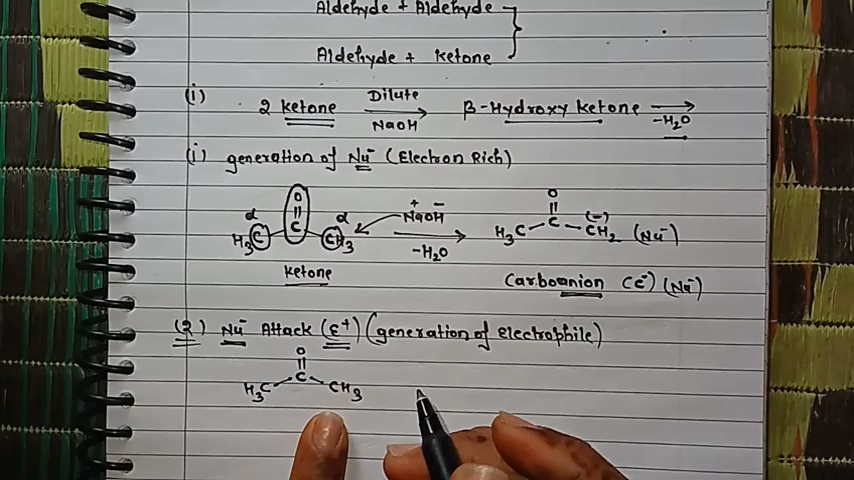 Aldehyde + Aldehyde
Aldehyde + Ketone
(i) 2 Ketone Dilute NaOH β-Hydroxy Ketone -H2O
(i) generation of Nu⁻ (Electron Rich)
O O
α || α + - || (-)
H3C C CH3 NaOH H3C - C - CH2 (Nu⁻)
-H2O
Ketone Carboanion (C⁻) (Nu⁻)
(2) Nu⁻ Attack (E⁺) (generation of Electrophile)
O
||
H3C - C - CH3